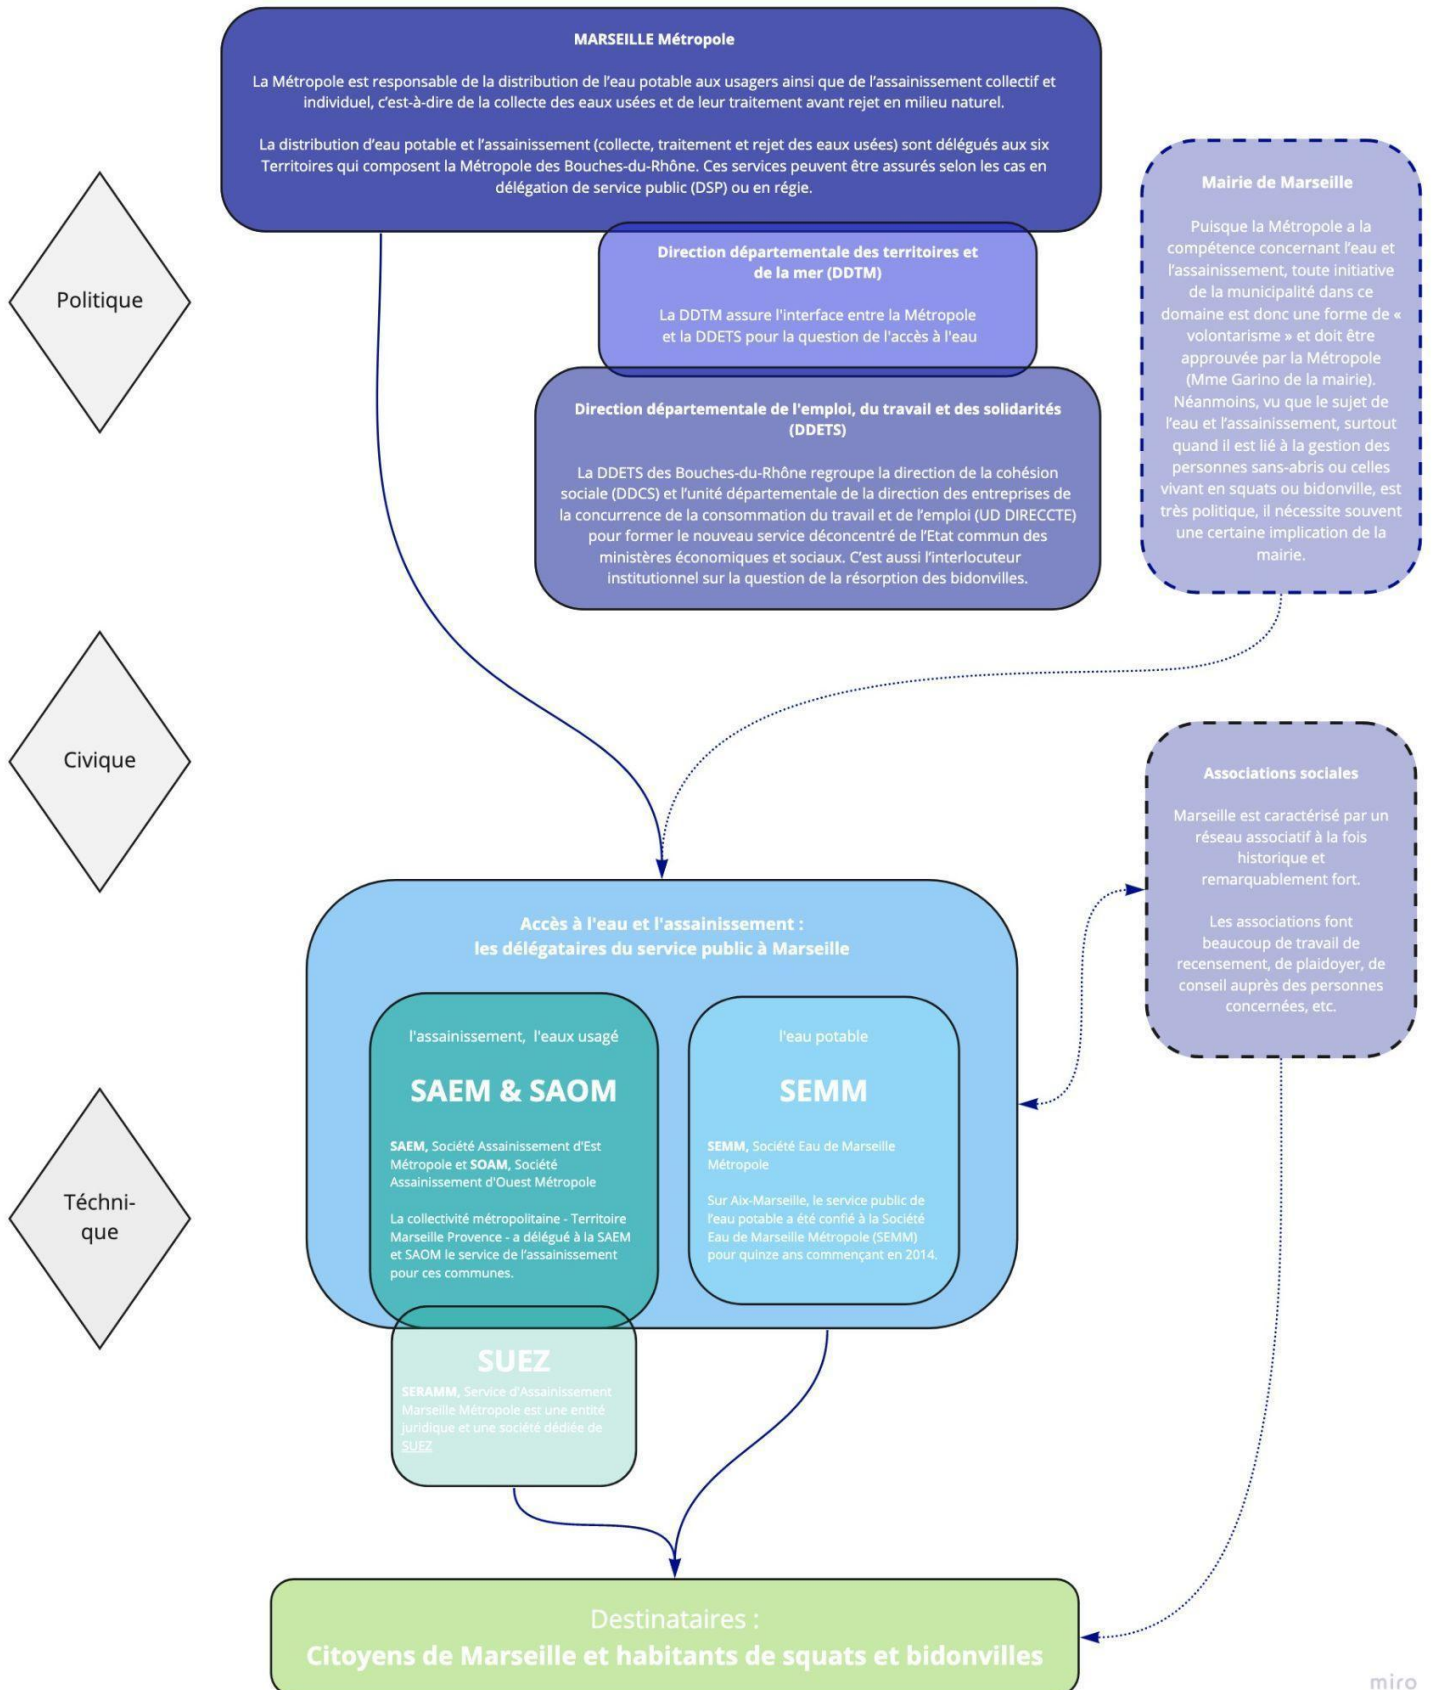 MARSEILLE Métropole
La Métropole est responsable de la distribution de l'eau potable aux usagers ainsi que de l'assainissement collectif et
individuel, c'est-à-dire de la collecte des eaux usées et de leur traitement avant rejet en milieu naturel.
La distribution d'eau potable et l'assainissement (collecte, traitement et rejet des eaux usées) sont délégués aux six
Territoires qui composent la Métropole des Bouches-du-Rhône. Ces services peuvent être assurés selon les cas en
délégation de service public (DSP) ou en régie.
Politique
Direction départementale des territoires et
de la mer (DDTM)
La DDTM assure l'interface entre la Métropole
et la DDETS pour la question de l'accès à l'eau
Direction départementale de l'emploi, du travail et des solidarités
(DDETS)
La DDETS des Bouches-du-Rhône regroupe la direction de la cohésion
sociale (DDCS) et l'unité départementale de la direction des entreprises de
la concurrence de la consommation du travail et de l'emploi (UD DIRECCTE)
pour former le nouveau service déconcentré de l'Etat commun des
ministères économiques et sociaux. C'est aussi l'interlocuteur
institutionnel sur la question de la résorption des bidonvilles.
Mairie de Marseille
Puisque la Métropole a la
compétence concernant l'eau et
l'assainissement, toute initiative
de la municipalité dans ce
domaine est donc une forme de «
volontarisme » et doit être
approuvée par la Métropole
(Mme Garino de la mairie).
Néanmoins, vu que le sujet de
l'eau et l'assainissement, surtout
quand il est lié à la gestion des
personnes sans-abris ou celles
vivant en squats ou bidonville, est
très politique, il nécessite souvent
une certaine implication de la
mairie.
Civique
Associations sociales
Marseille est caractérisé par un
réseau associatif à la fois
historique et
remarquablement fort.
Les associations font
beaucoup de travail de
recensement, de plaidoyer, de
conseil auprès des personnes
concernées, etc.
Accès à l'eau et l'assainissement :
les délégataires du service public à Marseille
Téchni-
que
l'assainissement, l'eaux usagé
SAEM & SAOM
SAEM, Société Assainissement d'Est
Métropole et SOAM, Société
Assainissement d'Ouest Métropole
La collectivité métropolitaine - Territoire
Marseille Provence - a délégué à la SAEM
et SAOM le service de l'assainissement
pour ces communes.
l'eau potable
SEMM
SEMM, Société Eau de Marseille
Métropole
Sur Aix-Marseille, le service public de
l'eau potable a été confié à la Société
Eau de Marseille Métropole (SEMM)
pour quinze ans commençant en 2014.
SUEZ
SERAMM, Service d'Assainissement
Marseille Métropole est une entité
juridique et une société dédiée de
SUEZ
Destinataires :
Citoyens de Marseille et habitants de squats et bidonvilles
miro